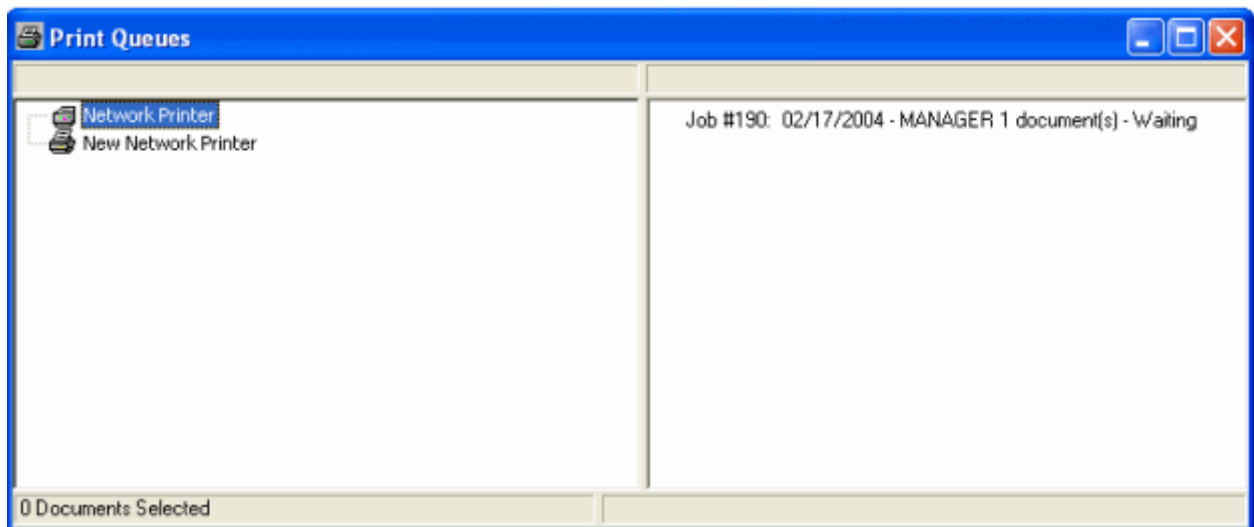 Print Queues
Network Printer
New Network Printer
Job #190: 02/17/2004 - MANAGER 1 document(s) - Waiting
0 Documents Selected